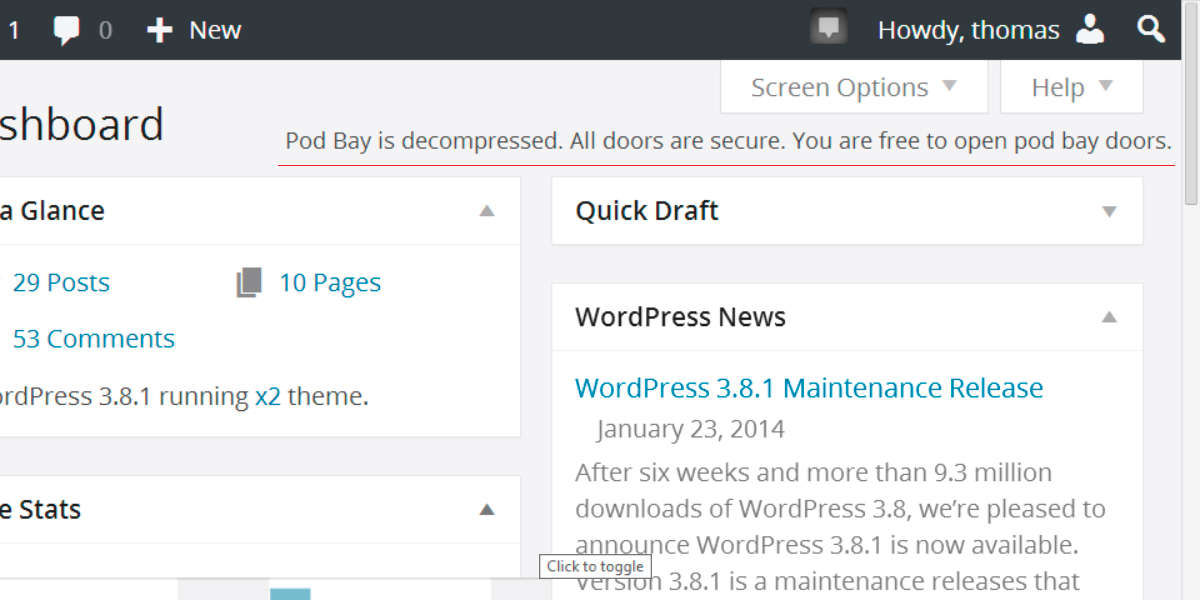 1 0 New Howdy, thomas
Screen Options Help
shboard
Pod Bay is decompressed. All doors are secure. You are free to open pod bay doors.
a Glance
29 Posts 10 Pages
53 Comments
ordPress 3.8.1 running x2 theme.
e Stats
Quick Draft
WordPress News
WordPress 3.8.1 Maintenance Release
January 23, 2014
After six weeks and more than 9.3 million
downloads of WordPress 3.8, we’re pleased to
announce WordPress 3.8.1 is now available.
Version 3.8.1 is a maintenance releases that
Click to toggle